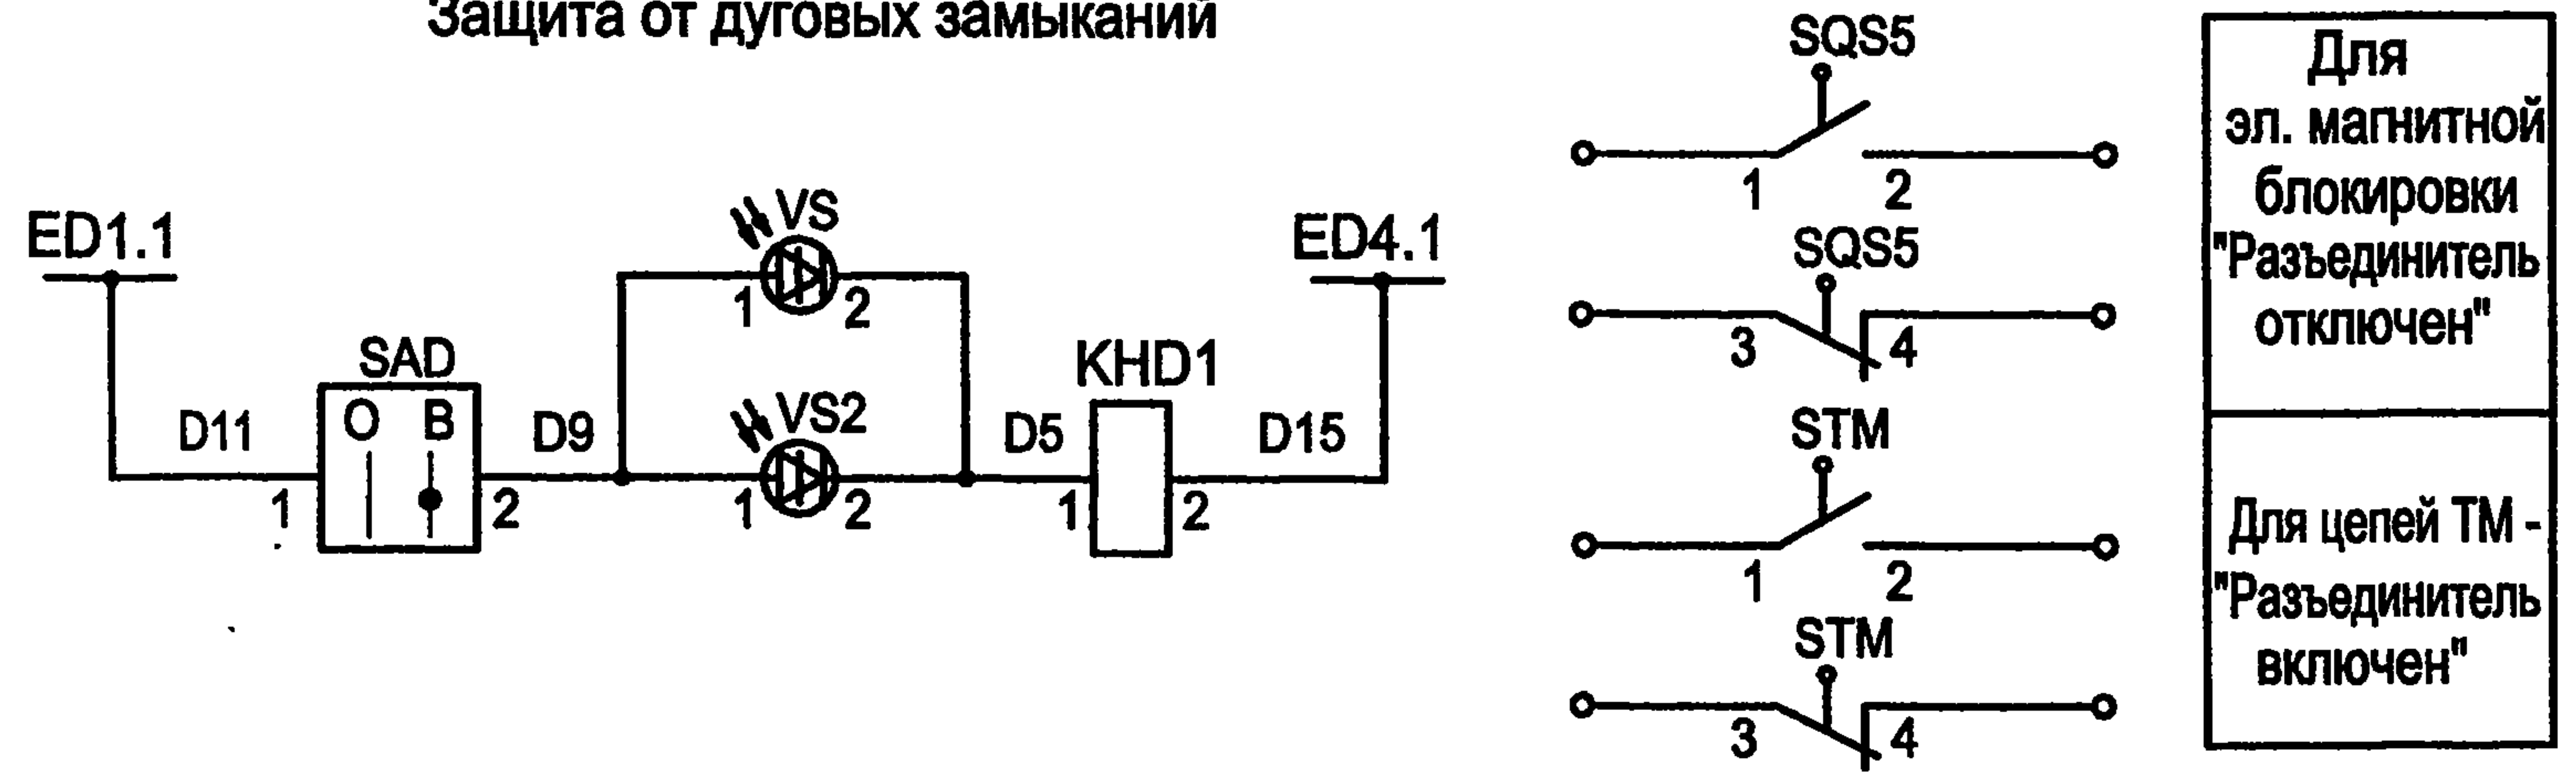 Защита от дуговых замыканий
ED1.1
D11
SAD
О В
1
2
D9
VS
1
2
VS2
1
2
D5
KHD1
1
2
D15
ED4.1
SQS5
1
2
SQS5
3
4
STM
1
2
STM
3
4
Для
эл. магнитной
блокировки
"Разъединитель
отключен"
Для цепей ТМ -
"Разъединитель
включен"